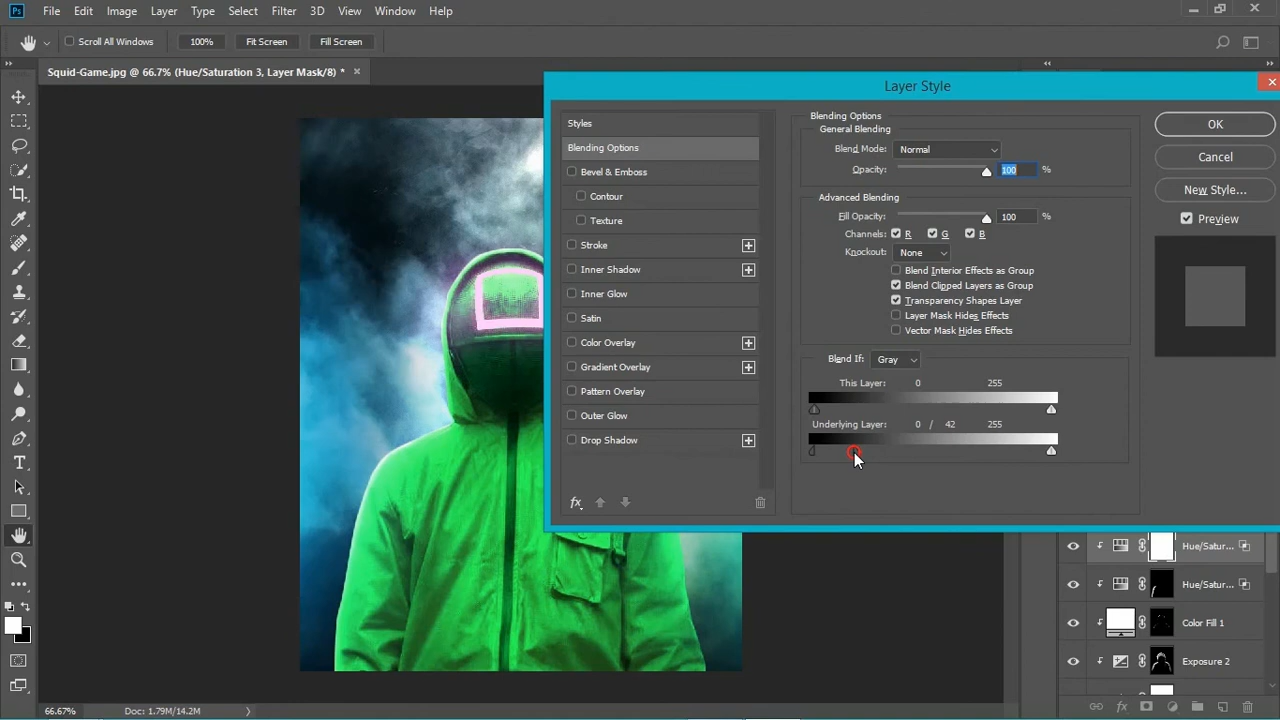 Ps File Edit Image Layer Type Select Filter 3D View Window Help
Scroll All Windows 100% Fit Screen Fill Screen
Squid-Game.jpg @ 66.7% (Hue/Saturation 3, Layer Mask/8) * ×
Layer Style
Styles
Blending Options
Bevel & Emboss
Contour
Texture
Stroke
Inner Shadow
Inner Glow
Satin
Color Overlay
Gradient Overlay
Pattern Overlay
Outer Glow
Drop Shadow
fx
Blending Options
General Blending
Blend Mode: Normal
Opacity: 100 %
Advanced Blending
Fill Opacity: 100 %
Channels: R G B
Knockout: None
Blend Interior Effects as Group
Blend Clipped Layers as Group
Transparency Shapes Layer
Layer Mask Hides Effects
Vector Mask Hides Effects
Blend If: Gray
This Layer: 0 255
Underlying Layer: 0 / 42 255
OK
Cancel
New Style...
Preview
Hue/Satur...
Hue/Satur...
Color Fill 1
Exposure 2
fx
66.67% Doc: 1.79M/14.2M